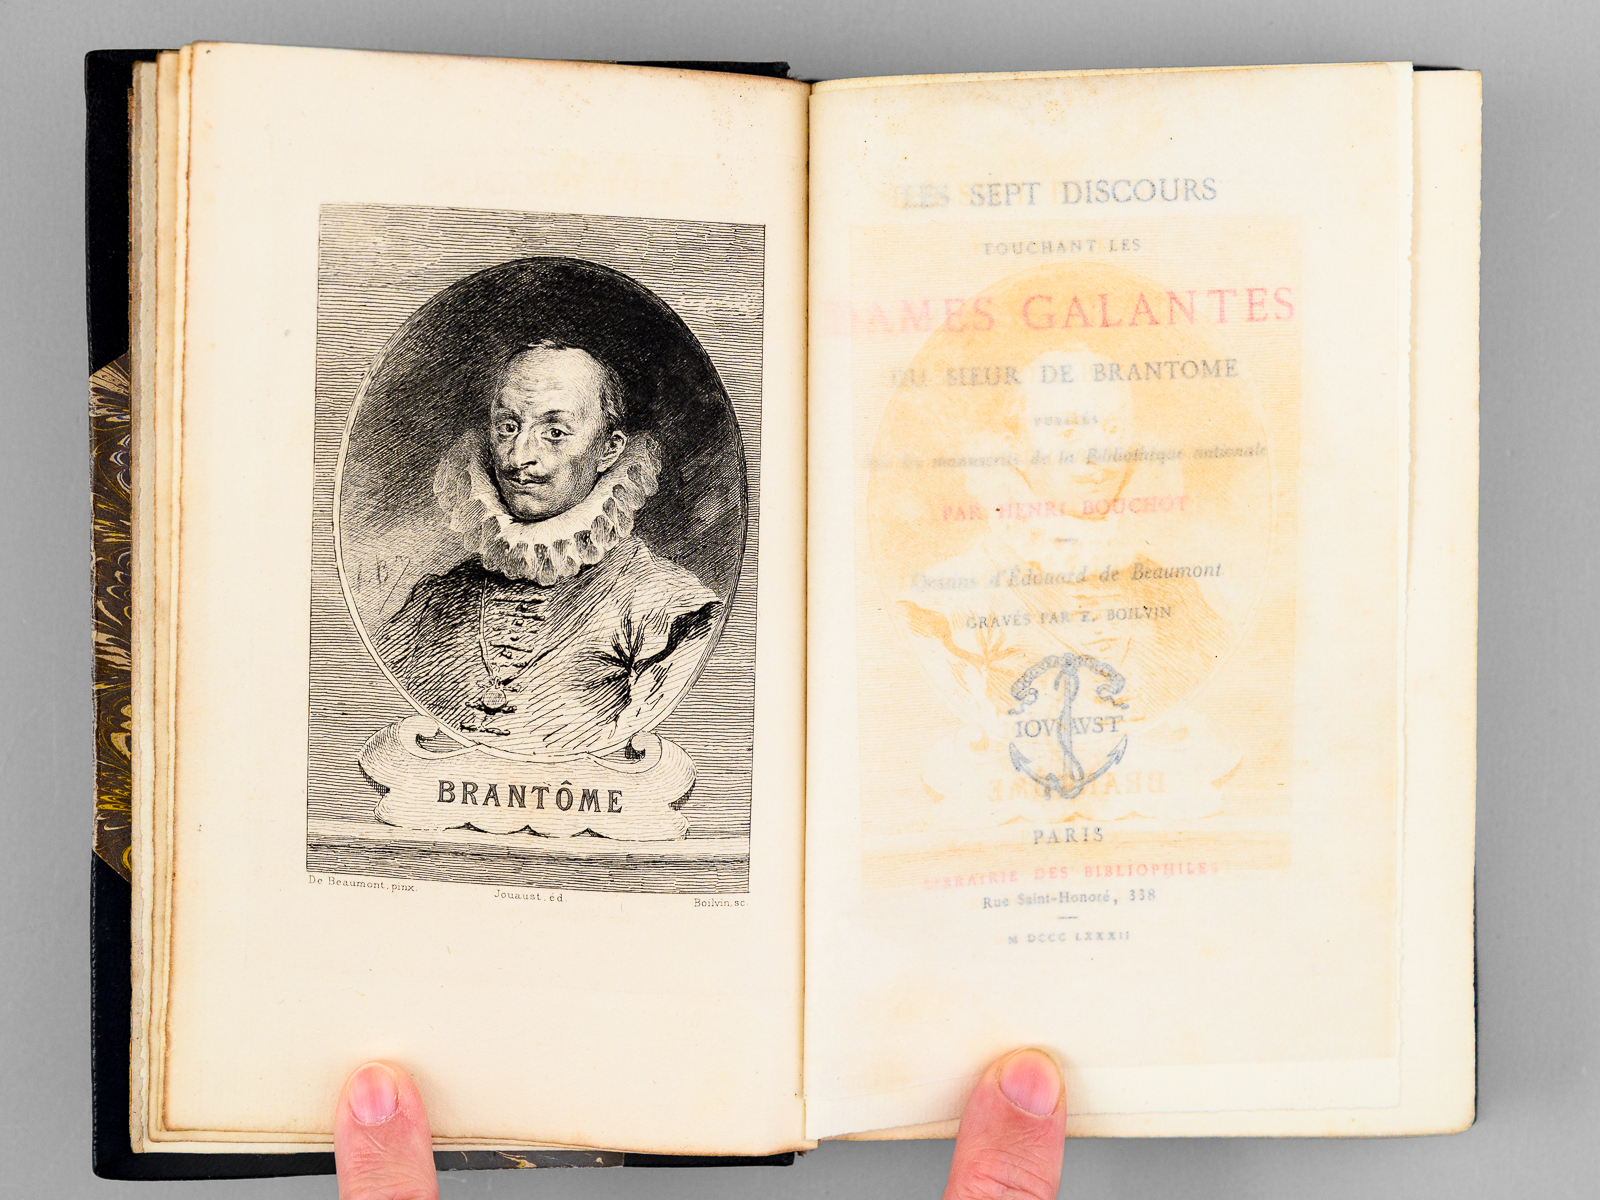 BRANTÔME
De Beaumont, pinx.
Jouaust, éd.
Boilvin, sc.
LES SEPT DISCOURS
TOUCHANT LES
DAMES GALANTES
DU SIEUR DE BRANTOME
PUBLIÉS
sur les manuscrits de la Bibliothèque nationale
PAR HENRI BOUCHOT
Dessins d'Édouard de Beaumont
GRAVÉS PAR E. BOILVIN
IOVAVST
PARIS
LIBRAIRIE DES BIBLIOPHILES
Rue Saint-Honoré, 338
M DCCC LXXXII